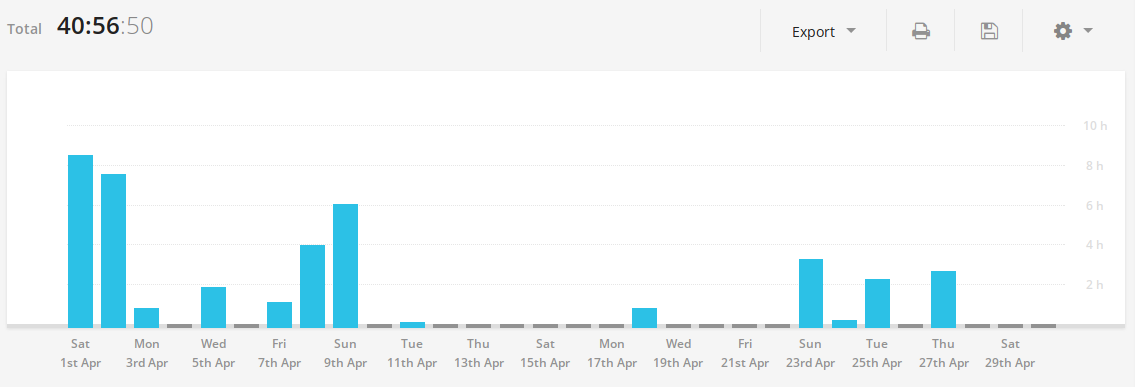 Total 40:56:50 Export
10 h
8 h
6 h
4 h
2 h
Sat Mon Wed Fri Sun Tue Thu Sat Mon Wed Fri Sun Tue Thu Sat
1st Apr 3rd Apr 5th Apr 7th Apr 9th Apr 11th Apr 13th Apr 15th Apr 17th Apr 19th Apr 21st Apr 23rd Apr 25th Apr 27th Apr 29th Apr